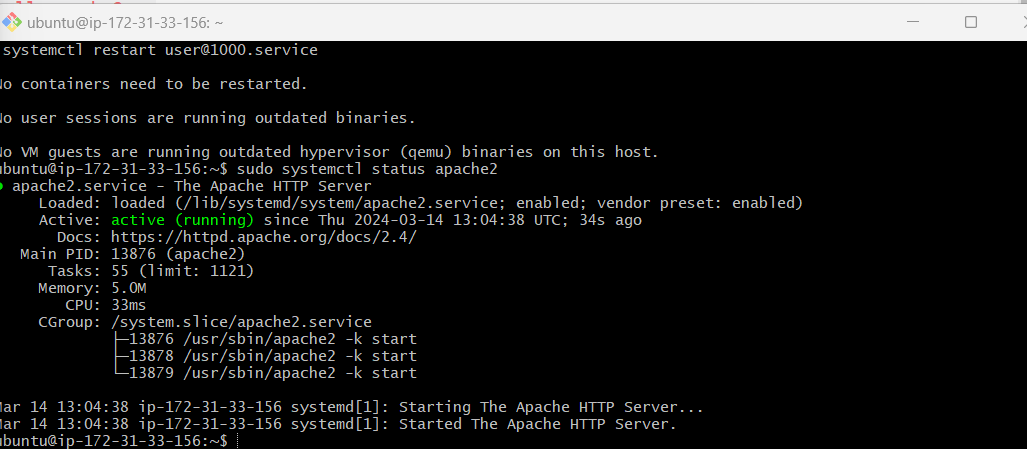 ubuntu@ip-172-31-33-156: ~
systemctl restart user@1000.service
No containers need to be restarted.
No user sessions are running outdated binaries.
No VM guests are running outdated hypervisor (qemu) binaries on this host.
ubuntu@ip-172-31-33-156:~$ sudo systemctl status apache2
● apache2.service - The Apache HTTP Server
Loaded: loaded (/lib/systemd/system/apache2.service; enabled; vendor preset: enabled)
Active: active (running) since Thu 2024-03-14 13:04:38 UTC; 34s ago
Docs: https://httpd.apache.org/docs/2.4/
Main PID: 13876 (apache2)
Tasks: 55 (limit: 1121)
Memory: 5.0M
CPU: 33ms
CGroup: /system.slice/apache2.service
├─13876 /usr/sbin/apache2 -k start
├─13878 /usr/sbin/apache2 -k start
└─13879 /usr/sbin/apache2 -k start
Mar 14 13:04:38 ip-172-31-33-156 systemd[1]: Starting The Apache HTTP Server...
Mar 14 13:04:38 ip-172-31-33-156 systemd[1]: Started The Apache HTTP Server.
ubuntu@ip-172-31-33-156:~$